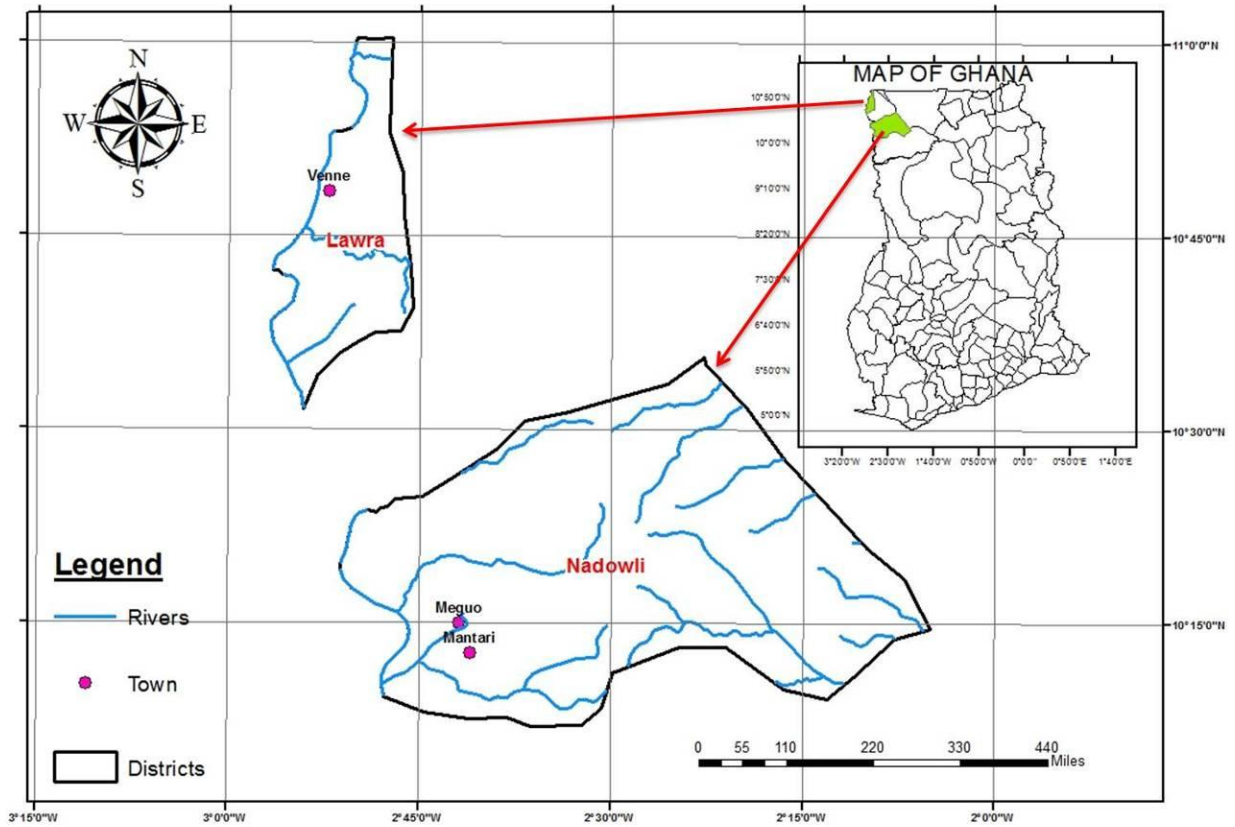 11°0'0"N
MAP OF GHANA
N
W
E
S
10°50'0"N
10°0'0"N
9°10'0"N
8°20'0"N
7°30'0"N
6°40'0"N
5°50'0"N
5°0'0"N
3°20'0"W 2°30'0"W 1°40'0"W 0°50'0"W 0°0'0" 0°50'0"E 1°40'0"E
Venne
Lawra
10°45'0"N
10°30'0"N
Nadowli
Meguo
Mantari
10°15'0"N
Legend
Rivers
Town
Districts
0 55 110 220 330 440
Miles
3°15'0"W 3°0'0"W 2°45'0"W 2°30'0"W 2°15'0"W 2°0'0"W